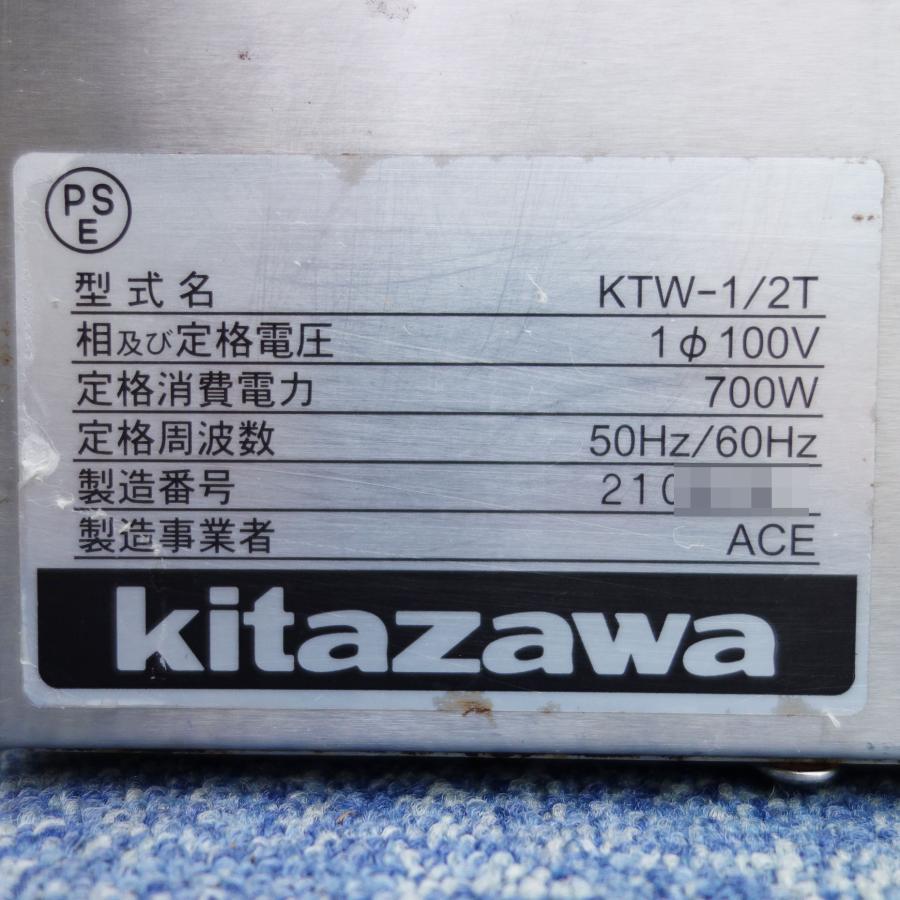 PS
E
型式名 KTW-1/2T
相及び定格電圧 1φ100V
定格消費電力 700W
定格周波数 50Hz/60Hz
製造番号 210
製造事業者 ACE
kitazawa